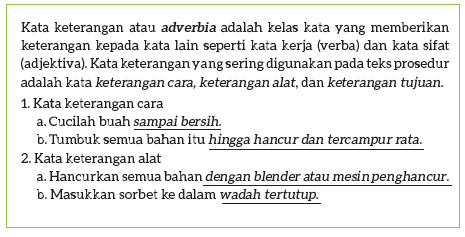 Kata keterangan atau adverbia adalah kelas kata yang memberikan
keterangan kepada kata lain seperti kata kerja (verba) dan kata sifat
(adjektiva). Kata keterangan yang sering digunakan pada teks prosedur
adalah kata keterangan cara, keterangan alat, dan keterangan tujuan.
1. Kata keterangan cara
a. Cucilah buah sampai bersih.
b. Tumbuk semua bahan itu hingga hancur dan tercampur rata.
2. Kata keterangan alat
a. Hancurkan semua bahan dengan blender atau mesin penghancur.
b. Masukkan sorbet ke dalam wadah tertutup.